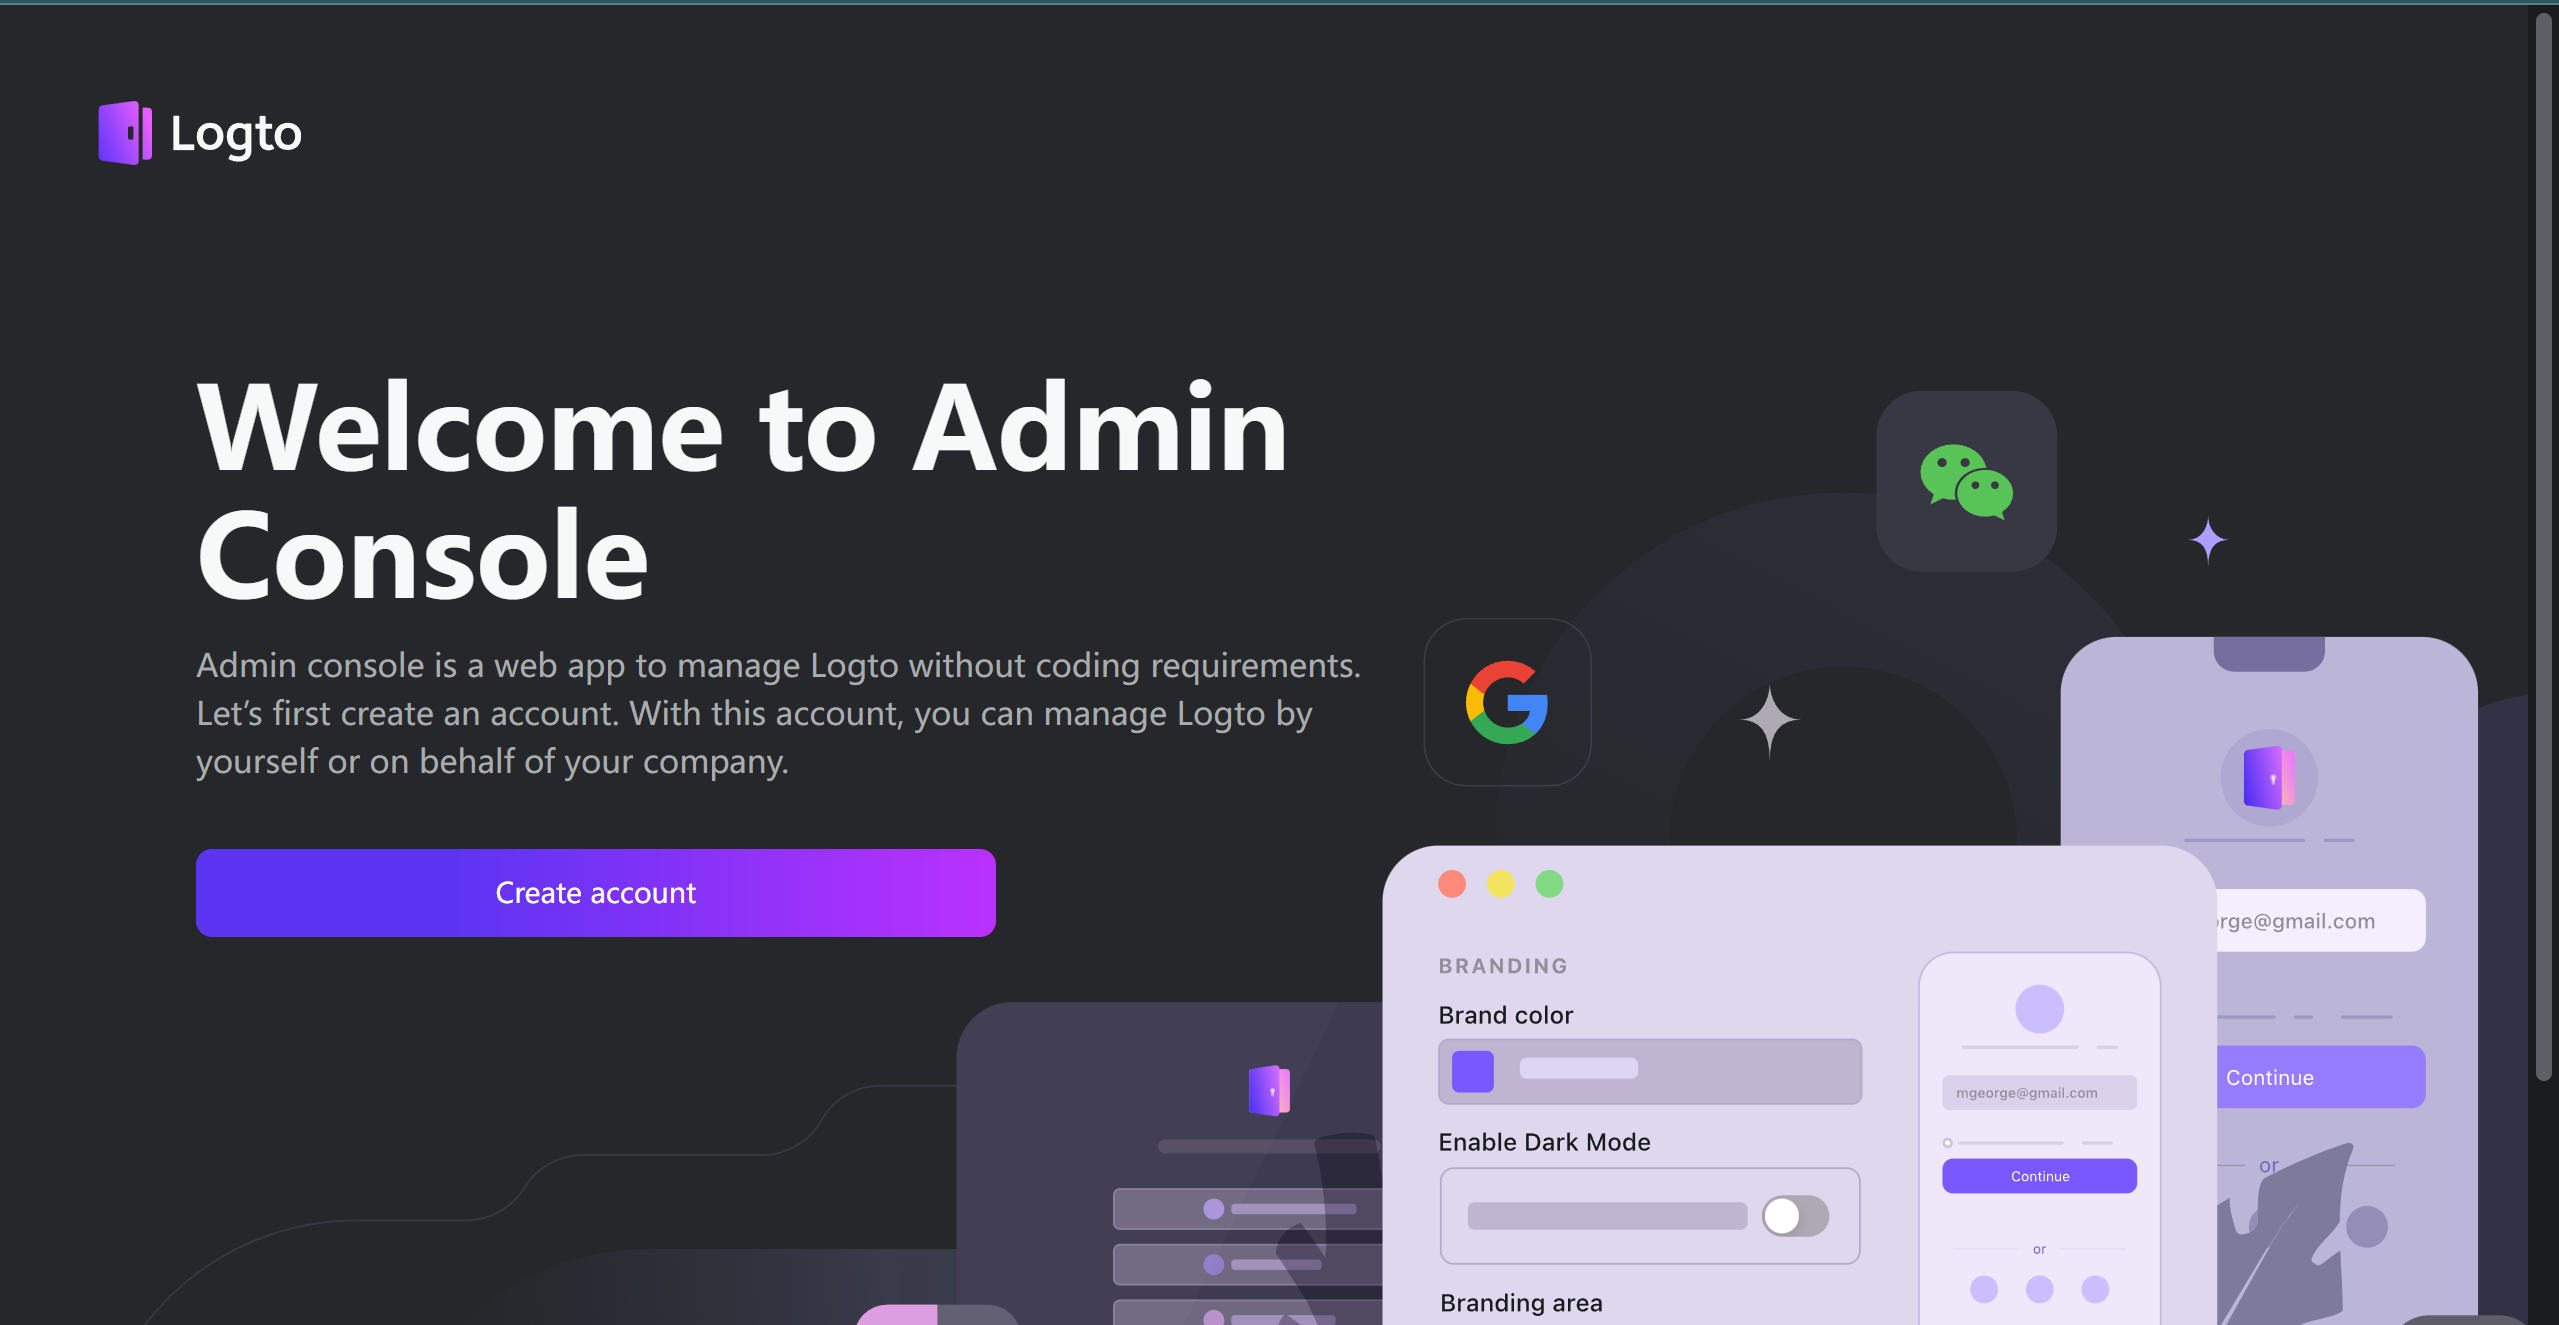 Logto
Welcome to Admin
Console
Admin console is a web app to manage Logto without coding requirements.
Let’s first create an account. With this account, you can manage Logto by
yourself or on behalf of your company.
Create account
BRANDING
Brand color
Enable Dark Mode
Branding area
mgeorge@gmail.com
Continue
or
rge@gmail.com
Continue
or